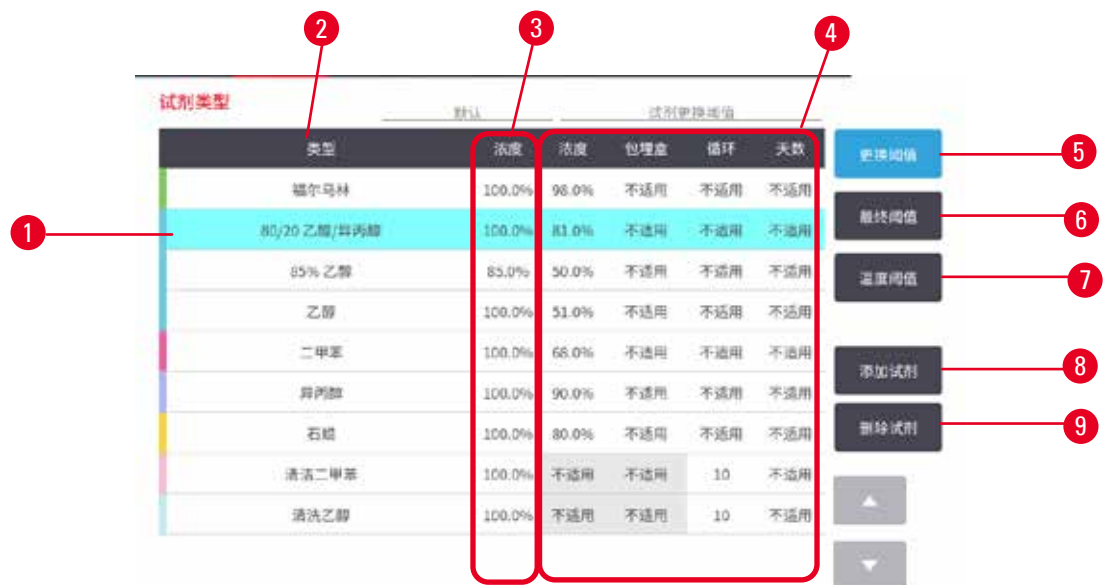 2 3 4
试剂类型
默认 试剂更换阈值
类型 浓度 浓度 包埋盒 循环 天数 更换阈值 5
福尔马林 100.0% 98.0% 不适用 不适用 不适用
最终阈值 6
1 80/20 乙醇/异丙醇 100.0% 81.0% 不适用 不适用 不适用
85% 乙醇 85.0% 50.0% 不适用 不适用 不适用 温度阈值 7
乙醇 100.0% 51.0% 不适用 不适用 不适用
二甲苯 100.0% 68.0% 不适用 不适用 不适用
添加试剂 8
异丙醇 100.0% 90.0% 不适用 不适用 不适用
石蜡 100.0% 80.0% 不适用 不适用 不适用 删除试剂 9
清洁二甲苯 100.0% 不适用 不适用 10 不适用
清洗乙醇 100.0% 不适用 不适用 10 不适用